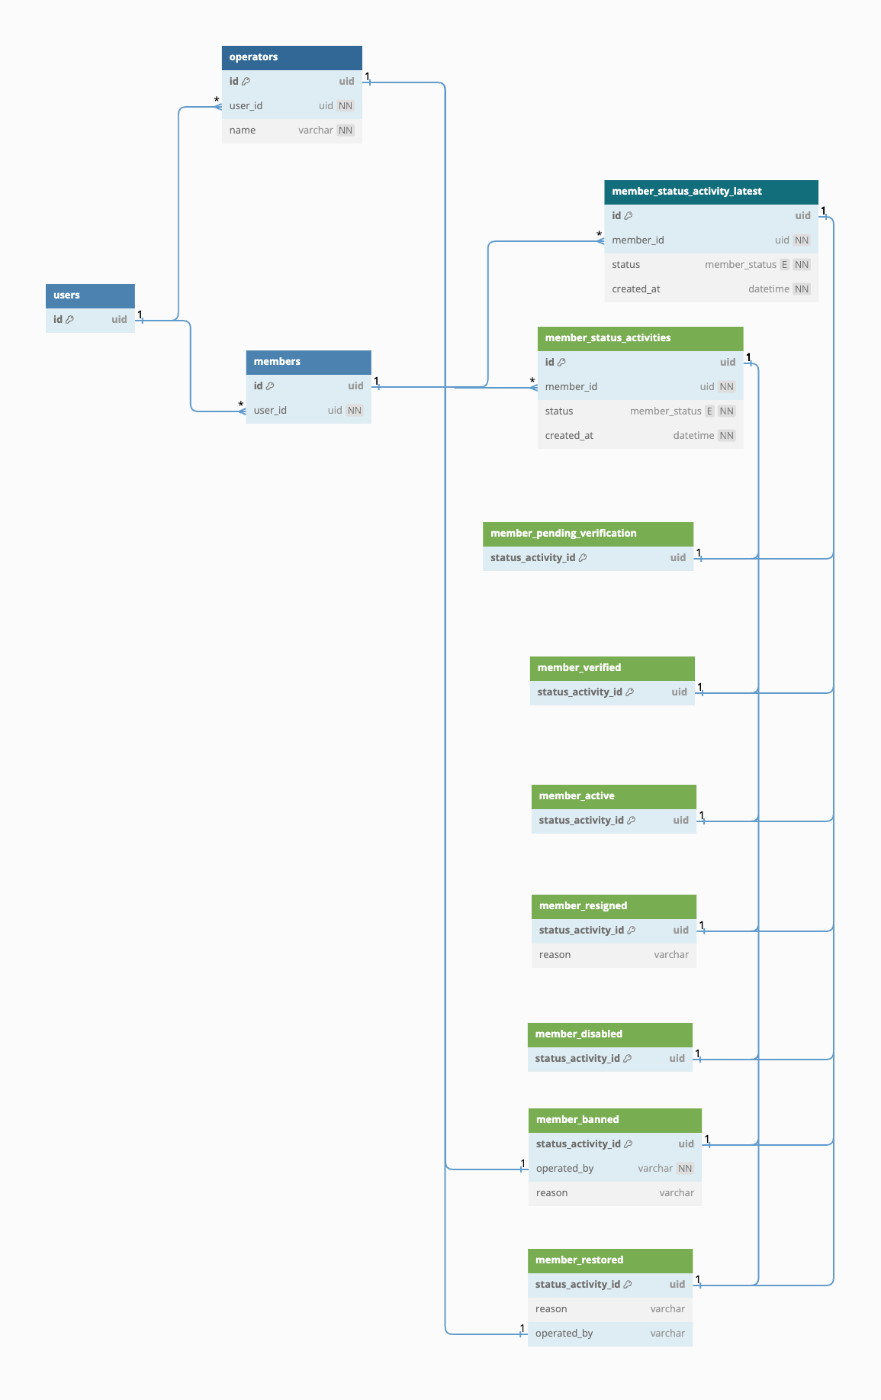 operators
id uid
user_id uid NN
name varchar NN
1
*
member_status_activity_latest
id uid
member_id uid NN
status member_status E NN
created_at datetime NN
1
*
users
id uid
1
members
id uid
user_id uid NN
1
*
member_status_activities
id uid
member_id uid NN
status member_status E NN
created_at datetime NN
1
*
member_pending_verification
status_activity_id uid
1
member_verified
status_activity_id uid
1
member_active
status_activity_id uid
1
member_resigned
status_activity_id uid
reason varchar
1
member_disabled
status_activity_id uid
1
member_banned
status_activity_id uid
operated_by varchar NN
reason varchar
1
1
member_restored
status_activity_id uid
reason varchar
operated_by varchar
1
1